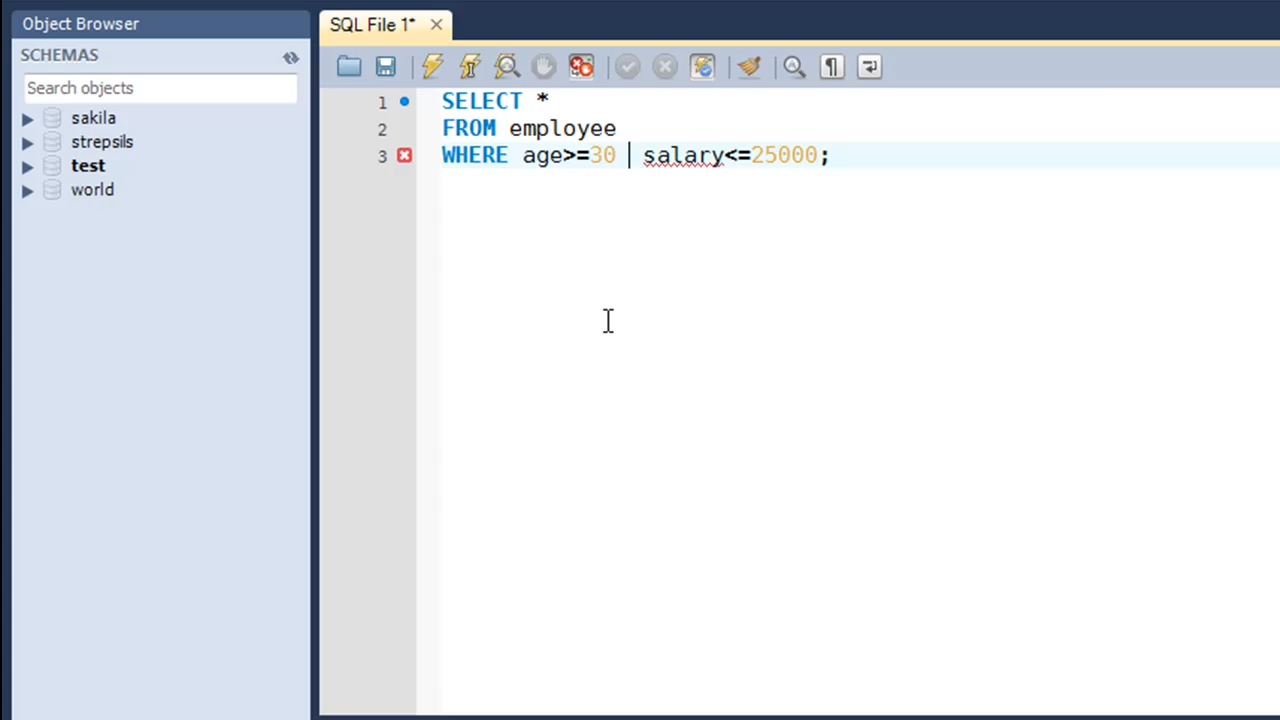 Object Browser
SQL File 1*
SCHEMAS
Search objects
sakila
strepsils
test
world
1
SELECT *
2
FROM employee
3
WHERE age>=30 salary<=25000;